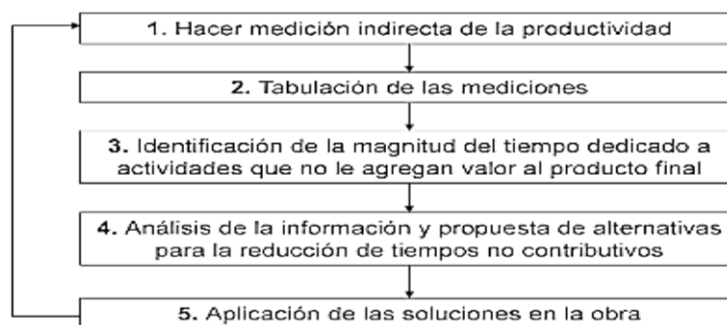 1. Hacer medición indirecta de la productividad
2. Tabulación de las mediciones
3. Identificación de la magnitud del tiempo dedicado a
actividades que no le agregan valor al producto final
4. Análisis de la información y propuesta de alternativas
para la reducción de tiempos no contributivos
5. Aplicación de las soluciones en la obra